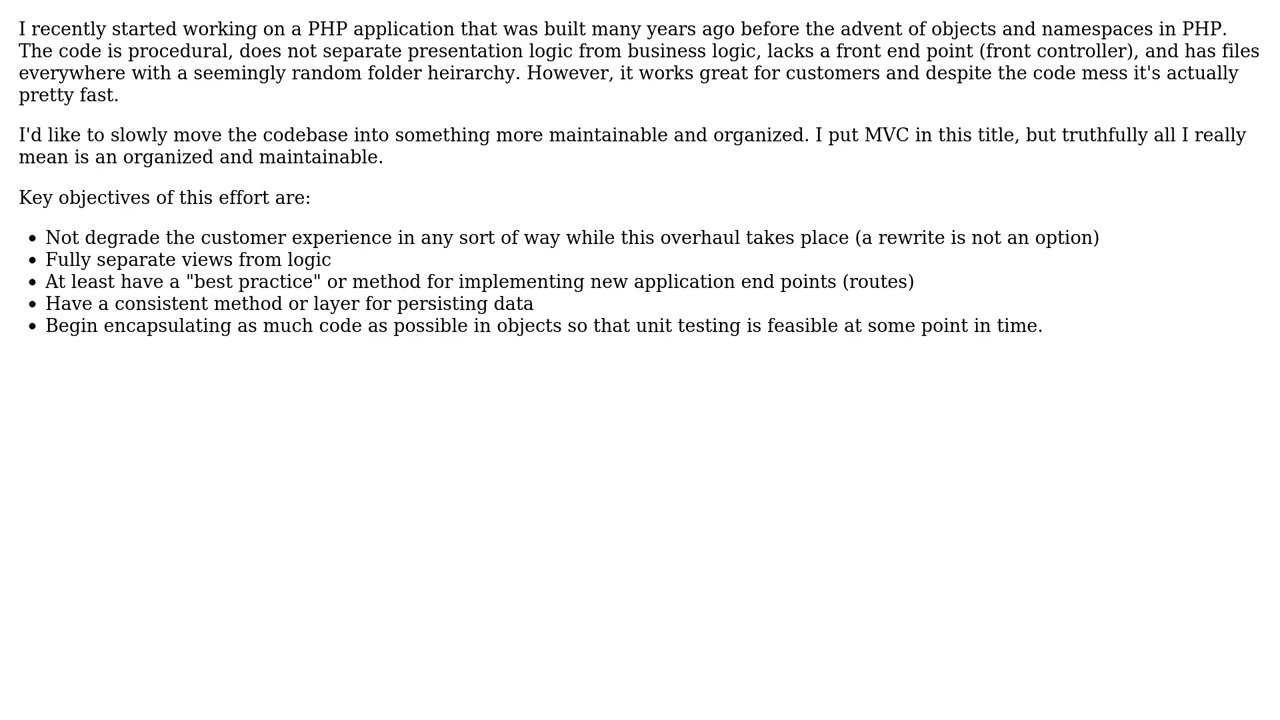 I recently started working on a PHP application that was built many years ago before the advent of objects and namespaces in PHP.
The code is procedural, does not separate presentation logic from business logic, lacks a front end point (front controller), and has files
everywhere with a seemingly random folder heirarchy. However, it works great for customers and despite the code mess it's actually
pretty fast.
I'd like to slowly move the codebase into something more maintainable and organized. I put MVC in this title, but truthfully all I really
mean is an organized and maintainable.
Key objectives of this effort are:
• Not degrade the customer experience in any sort of way while this overhaul takes place (a rewrite is not an option)
• Fully separate views from logic
• At least have a "best practice" or method for implementing new application end points (routes)
• Have a consistent method or layer for persisting data
• Begin encapsulating as much code as possible in objects so that unit testing is feasible at some point in time.